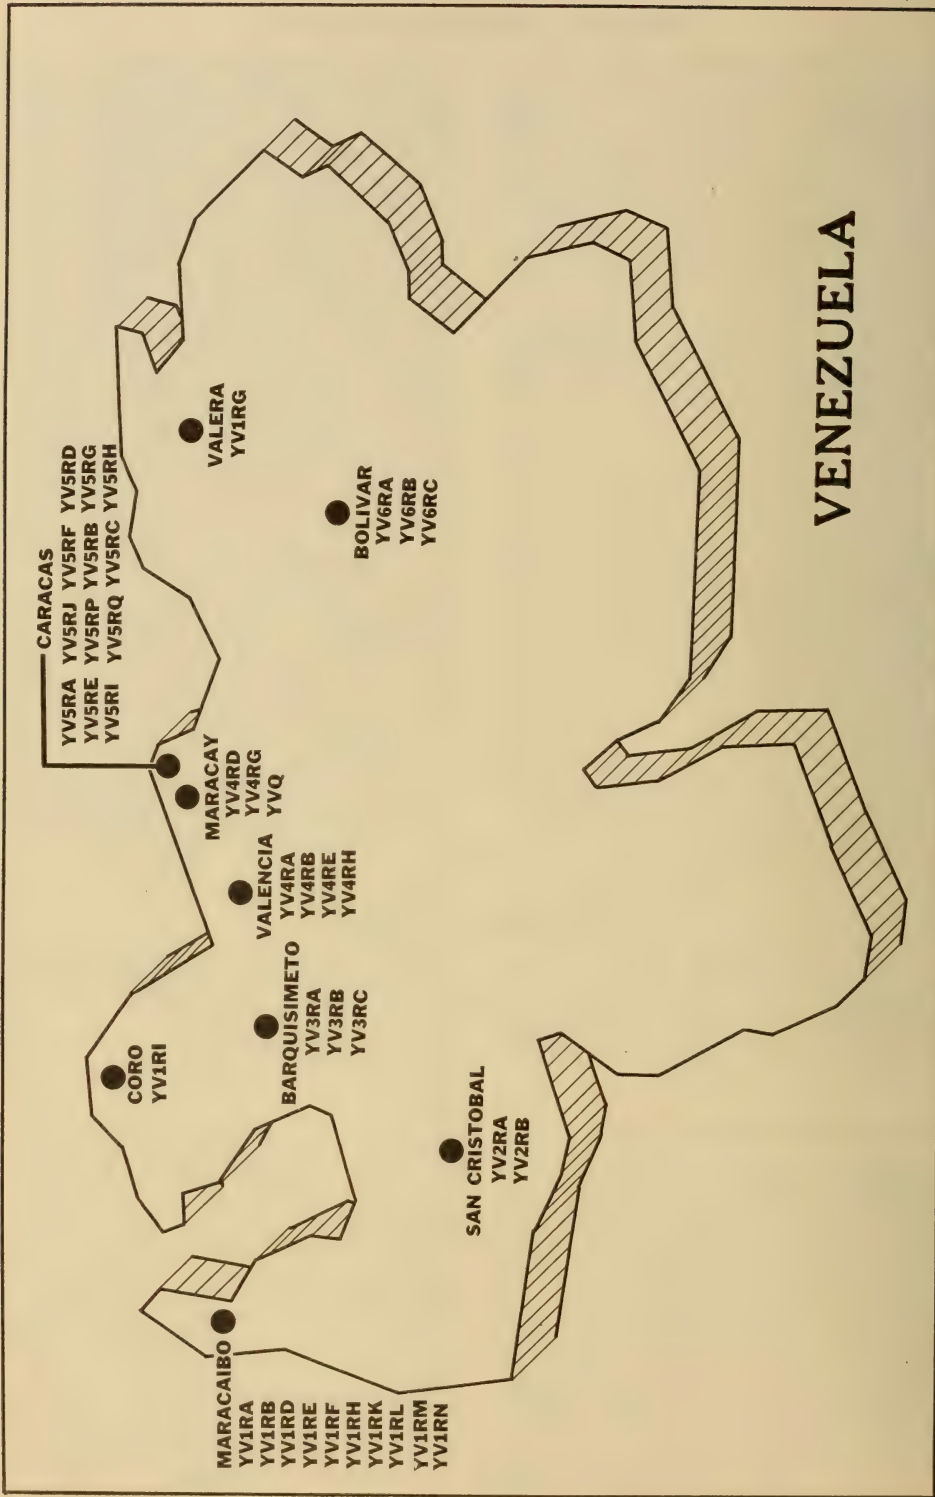 CARACAS
YV5RA YV5RJ YV5RF YV5RD
YV5RE YV5RP YV5RB YV5RG
YV5RI YV5RQ YV5RC YV5RH
VALERA
YV1RG
MARACAY
YV4RD
YV4RG
YVQ
BOLIVAR
YV6RA
YV6RB
YV6RC
VALENCIA
YV4RA
YV4RB
YV4RE
YV4RH
CORO
YV1RI
BARQUISIMETO
YV3RA
YV3RB
YV3RC
MARACAIBO
YV1RA
YV1RB
YV1RD
YV1RE
YV1RF
YV1RH
YV1RK
YV1RL
YV1RM
YV1RN
SAN CRISTOBAL
YV2RA
YV2RB
VENEZUELA